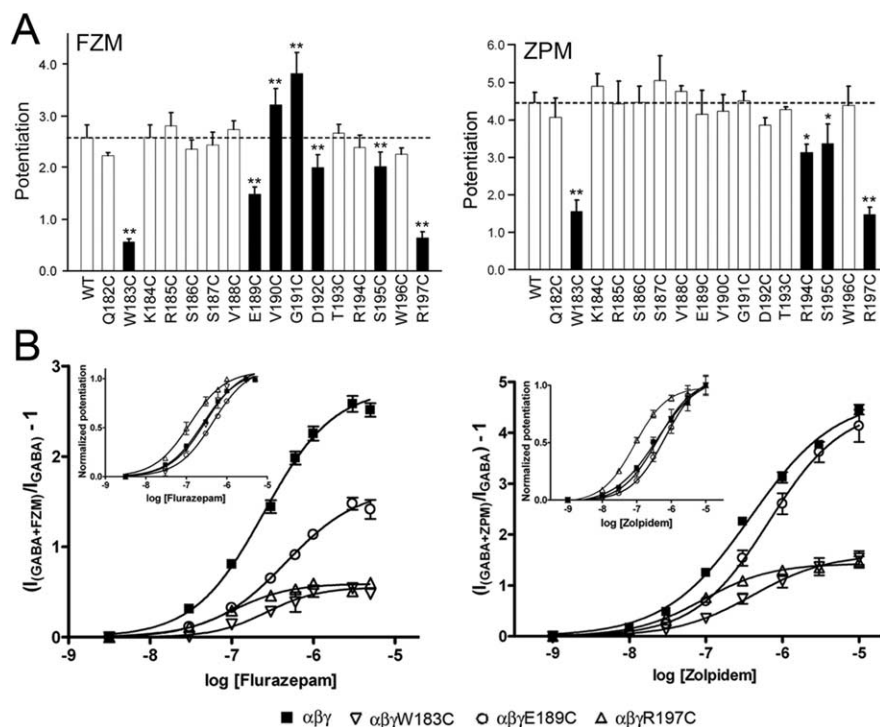 A
FZM
Potentiation
4.0
3.0
2.0
1.0
0.0
** ** ** ** ** ** **
WT Q182C W183C K184C R185C S186C S187C V188C E189C V190C G191C D192C T193C R194C S195C W196C R197C
ZPM
Potentiation
6.0
5.0
4.0
3.0
2.0
1.0
0.0
** * * **
WT Q182C W183C K184C R185C S186C S187C V188C E189C V190C G191C D192C T193C R194C S195C W196C R197C
B
(I(GABA+FZM)/IGABA) - 1
3
2
1
0
-9 -8 -7 -6 -5
log [Flurazepam]
Normalized potentiation
1.0
0.5
0.0
-9 -8 -7 -6 -5
log [Flurazepam]
(I(GABA+ZPM)/IGABA) - 1
5
4
3
2
1
0
-9 -8 -7 -6 -5
log [Zolpidem]
Normalized potentiation
1.0
0.5
0.0
-9 -8 -7 -6 -5
log [Zolpidem]
■ αβγ ▽ αβγW183C ○ αβγE189C △ αβγR197C